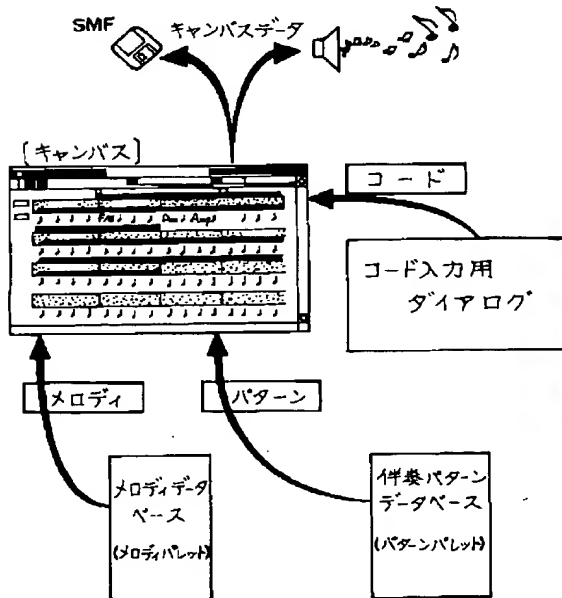 SMF
キャンバスデータ
[キャンバス]
コード
コード入力用
ダイアログ
メロディ
パターン
メロディデータ
ベース
(メロディパレット)
伴奏パターン
データベース
(パターンパレット)